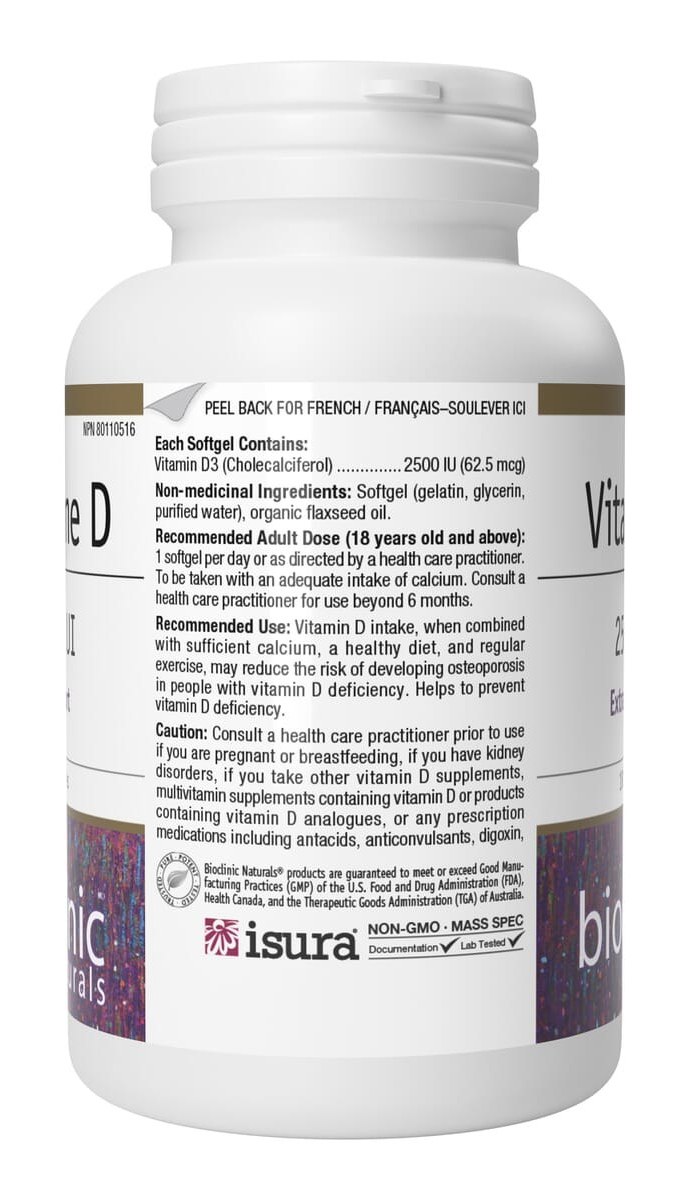 PEEL BACK FOR FRENCH / FRANÇAIS–SOULEVER ICI
NPN 80110516
Each Softgel Contains:
Vitamin D3 (Cholecalciferol) .............. 2500 IU (62.5 mcg)
Non-medicinal Ingredients: Softgel (gelatin, glycerin,
purified water), organic flaxseed oil.
Recommended Adult Dose (18 years old and above):
1 softgel per day or as directed by a health care practitioner.
To be taken with an adequate intake of calcium. Consult a
health care practitioner for use beyond 6 months.
Recommended Use: Vitamin D intake, when combined
with sufficient calcium, a healthy diet, and regular
exercise, may reduce the risk of developing osteoporosis
in people with vitamin D deficiency. Helps to prevent
vitamin D deficiency.
Caution: Consult a health care practitioner prior to use
if you are pregnant or breastfeeding, if you have kidney
disorders, if you take other vitamin D supplements,
multivitamin supplements containing vitamin D or products
containing vitamin D analogues, or any prescription
medications including antacids, anticonvulsants, digoxin,
TRUSTED · PURE · POTENT · TESTED
Bioclinic Naturals® products are guaranteed to meet or exceed Good Manu-
facturing Practices (GMP) of the U.S. Food and Drug Administration (FDA),
Health Canada, and the Therapeutic Goods Administration (TGA) of Australia.
isura®
NON-GMO · MASS SPEC
Documentation Lab Tested
ne D
UI
nic
urals
Vita
25
Extr
bio